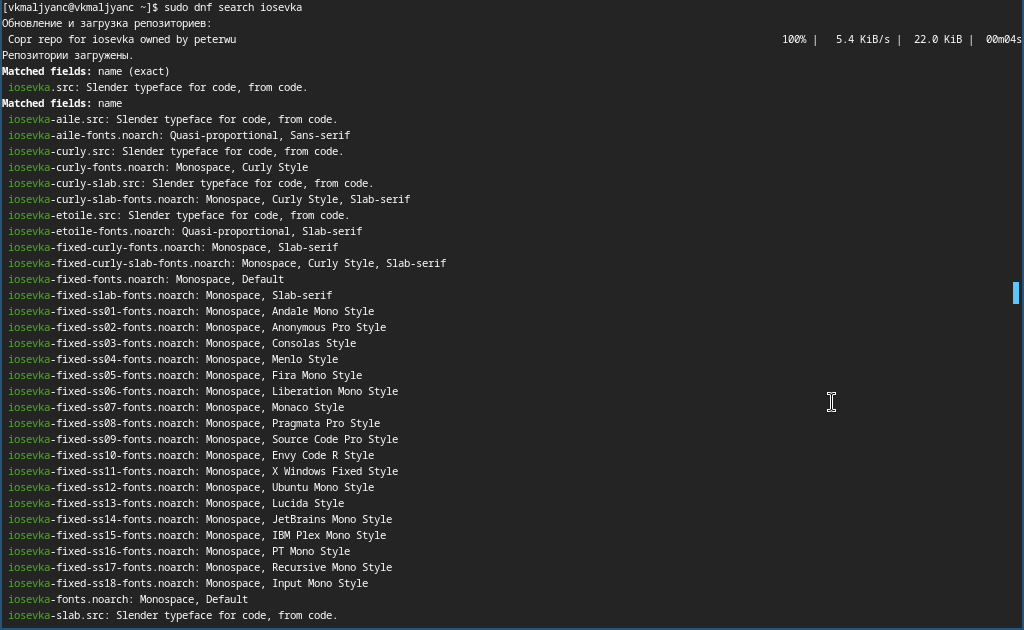 [vkmaljyanc@vkmaljyanc ~]$ sudo dnf search iosevka
Обновление и загрузка репозиториев:
Copr repo for iosevka owned by peterwu 100% | 5.4 KiB/s | 22.0 KiB | 00m04s
Репозитории загружены.
Matched fields: name (exact)
iosevka.src: Slender typeface for code, from code.
Matched fields: name
iosevka-aile.src: Slender typeface for code, from code.
iosevka-aile-fonts.noarch: Quasi-proportional, Sans-serif
iosevka-curly.src: Slender typeface for code, from code.
iosevka-curly-fonts.noarch: Monospace, Curly Style
iosevka-curly-slab.src: Slender typeface for code, from code.
iosevka-curly-slab-fonts.noarch: Monospace, Curly Style, Slab-serif
iosevka-etoile.src: Slender typeface for code, from code.
iosevka-etoile-fonts.noarch: Quasi-proportional, Slab-serif
iosevka-fixed-curly-fonts.noarch: Monospace, Slab-serif
iosevka-fixed-curly-slab-fonts.noarch: Monospace, Curly Style, Slab-serif
iosevka-fixed-fonts.noarch: Monospace, Default
iosevka-fixed-slab-fonts.noarch: Monospace, Slab-serif
iosevka-fixed-ss01-fonts.noarch: Monospace, Andale Mono Style
iosevka-fixed-ss02-fonts.noarch: Monospace, Anonymous Pro Style
iosevka-fixed-ss03-fonts.noarch: Monospace, Consolas Style
iosevka-fixed-ss04-fonts.noarch: Monospace, Menlo Style
iosevka-fixed-ss05-fonts.noarch: Monospace, Fira Mono Style
iosevka-fixed-ss06-fonts.noarch: Monospace, Liberation Mono Style
iosevka-fixed-ss07-fonts.noarch: Monospace, Monaco Style
iosevka-fixed-ss08-fonts.noarch: Monospace, Pragmata Pro Style
iosevka-fixed-ss09-fonts.noarch: Monospace, Source Code Pro Style
iosevka-fixed-ss10-fonts.noarch: Monospace, Envy Code R Style
iosevka-fixed-ss11-fonts.noarch: Monospace, X Windows Fixed Style
iosevka-fixed-ss12-fonts.noarch: Monospace, Ubuntu Mono Style
iosevka-fixed-ss13-fonts.noarch: Monospace, Lucida Style
iosevka-fixed-ss14-fonts.noarch: Monospace, JetBrains Mono Style
iosevka-fixed-ss15-fonts.noarch: Monospace, IBM Plex Mono Style
iosevka-fixed-ss16-fonts.noarch: Monospace, PT Mono Style
iosevka-fixed-ss17-fonts.noarch: Monospace, Recursive Mono Style
iosevka-fixed-ss18-fonts.noarch: Monospace, Input Mono Style
iosevka-fonts.noarch: Monospace, Default
iosevka-slab.src: Slender typeface for code, from code.